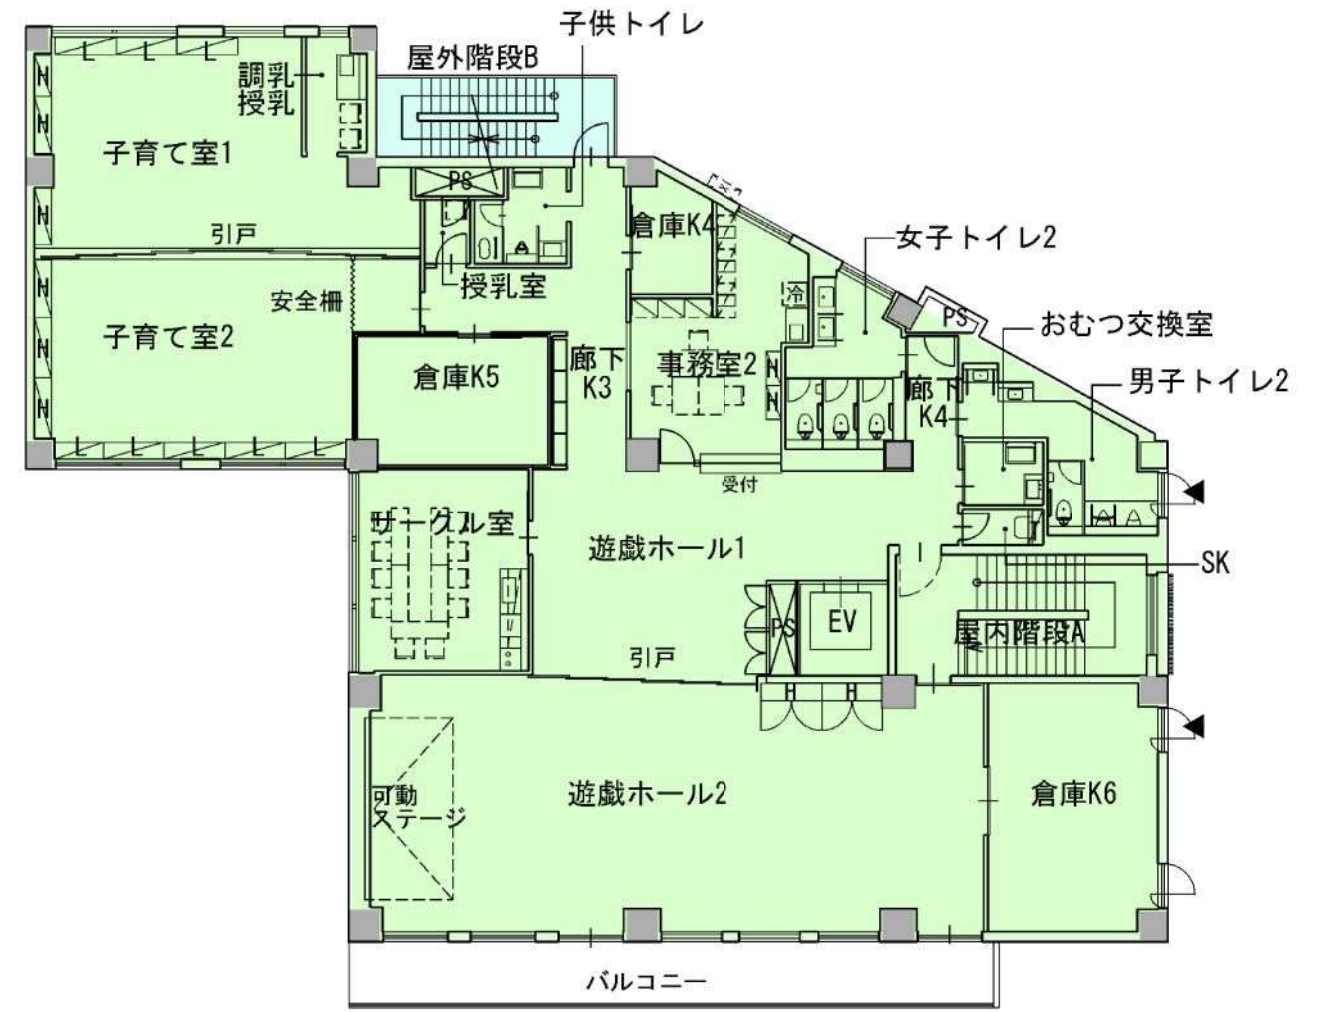 子供トイレ
屋外階段B
調乳
授乳
L L L
子育て室1
PS
倉庫K4
女子トイレ2
引戸
授乳室
冷
安全柵
PS
おむつ交換室
子育て室2
倉庫K5
廊下
K3
事務室2
廊下
K4
男子トイレ2
L L L L L
受付
サークル室
遊戯ホール1
SK
PS
EV
屋内階段A
引戸
H H
可動
ステージ
遊戯ホール2
倉庫K6
バルコニー